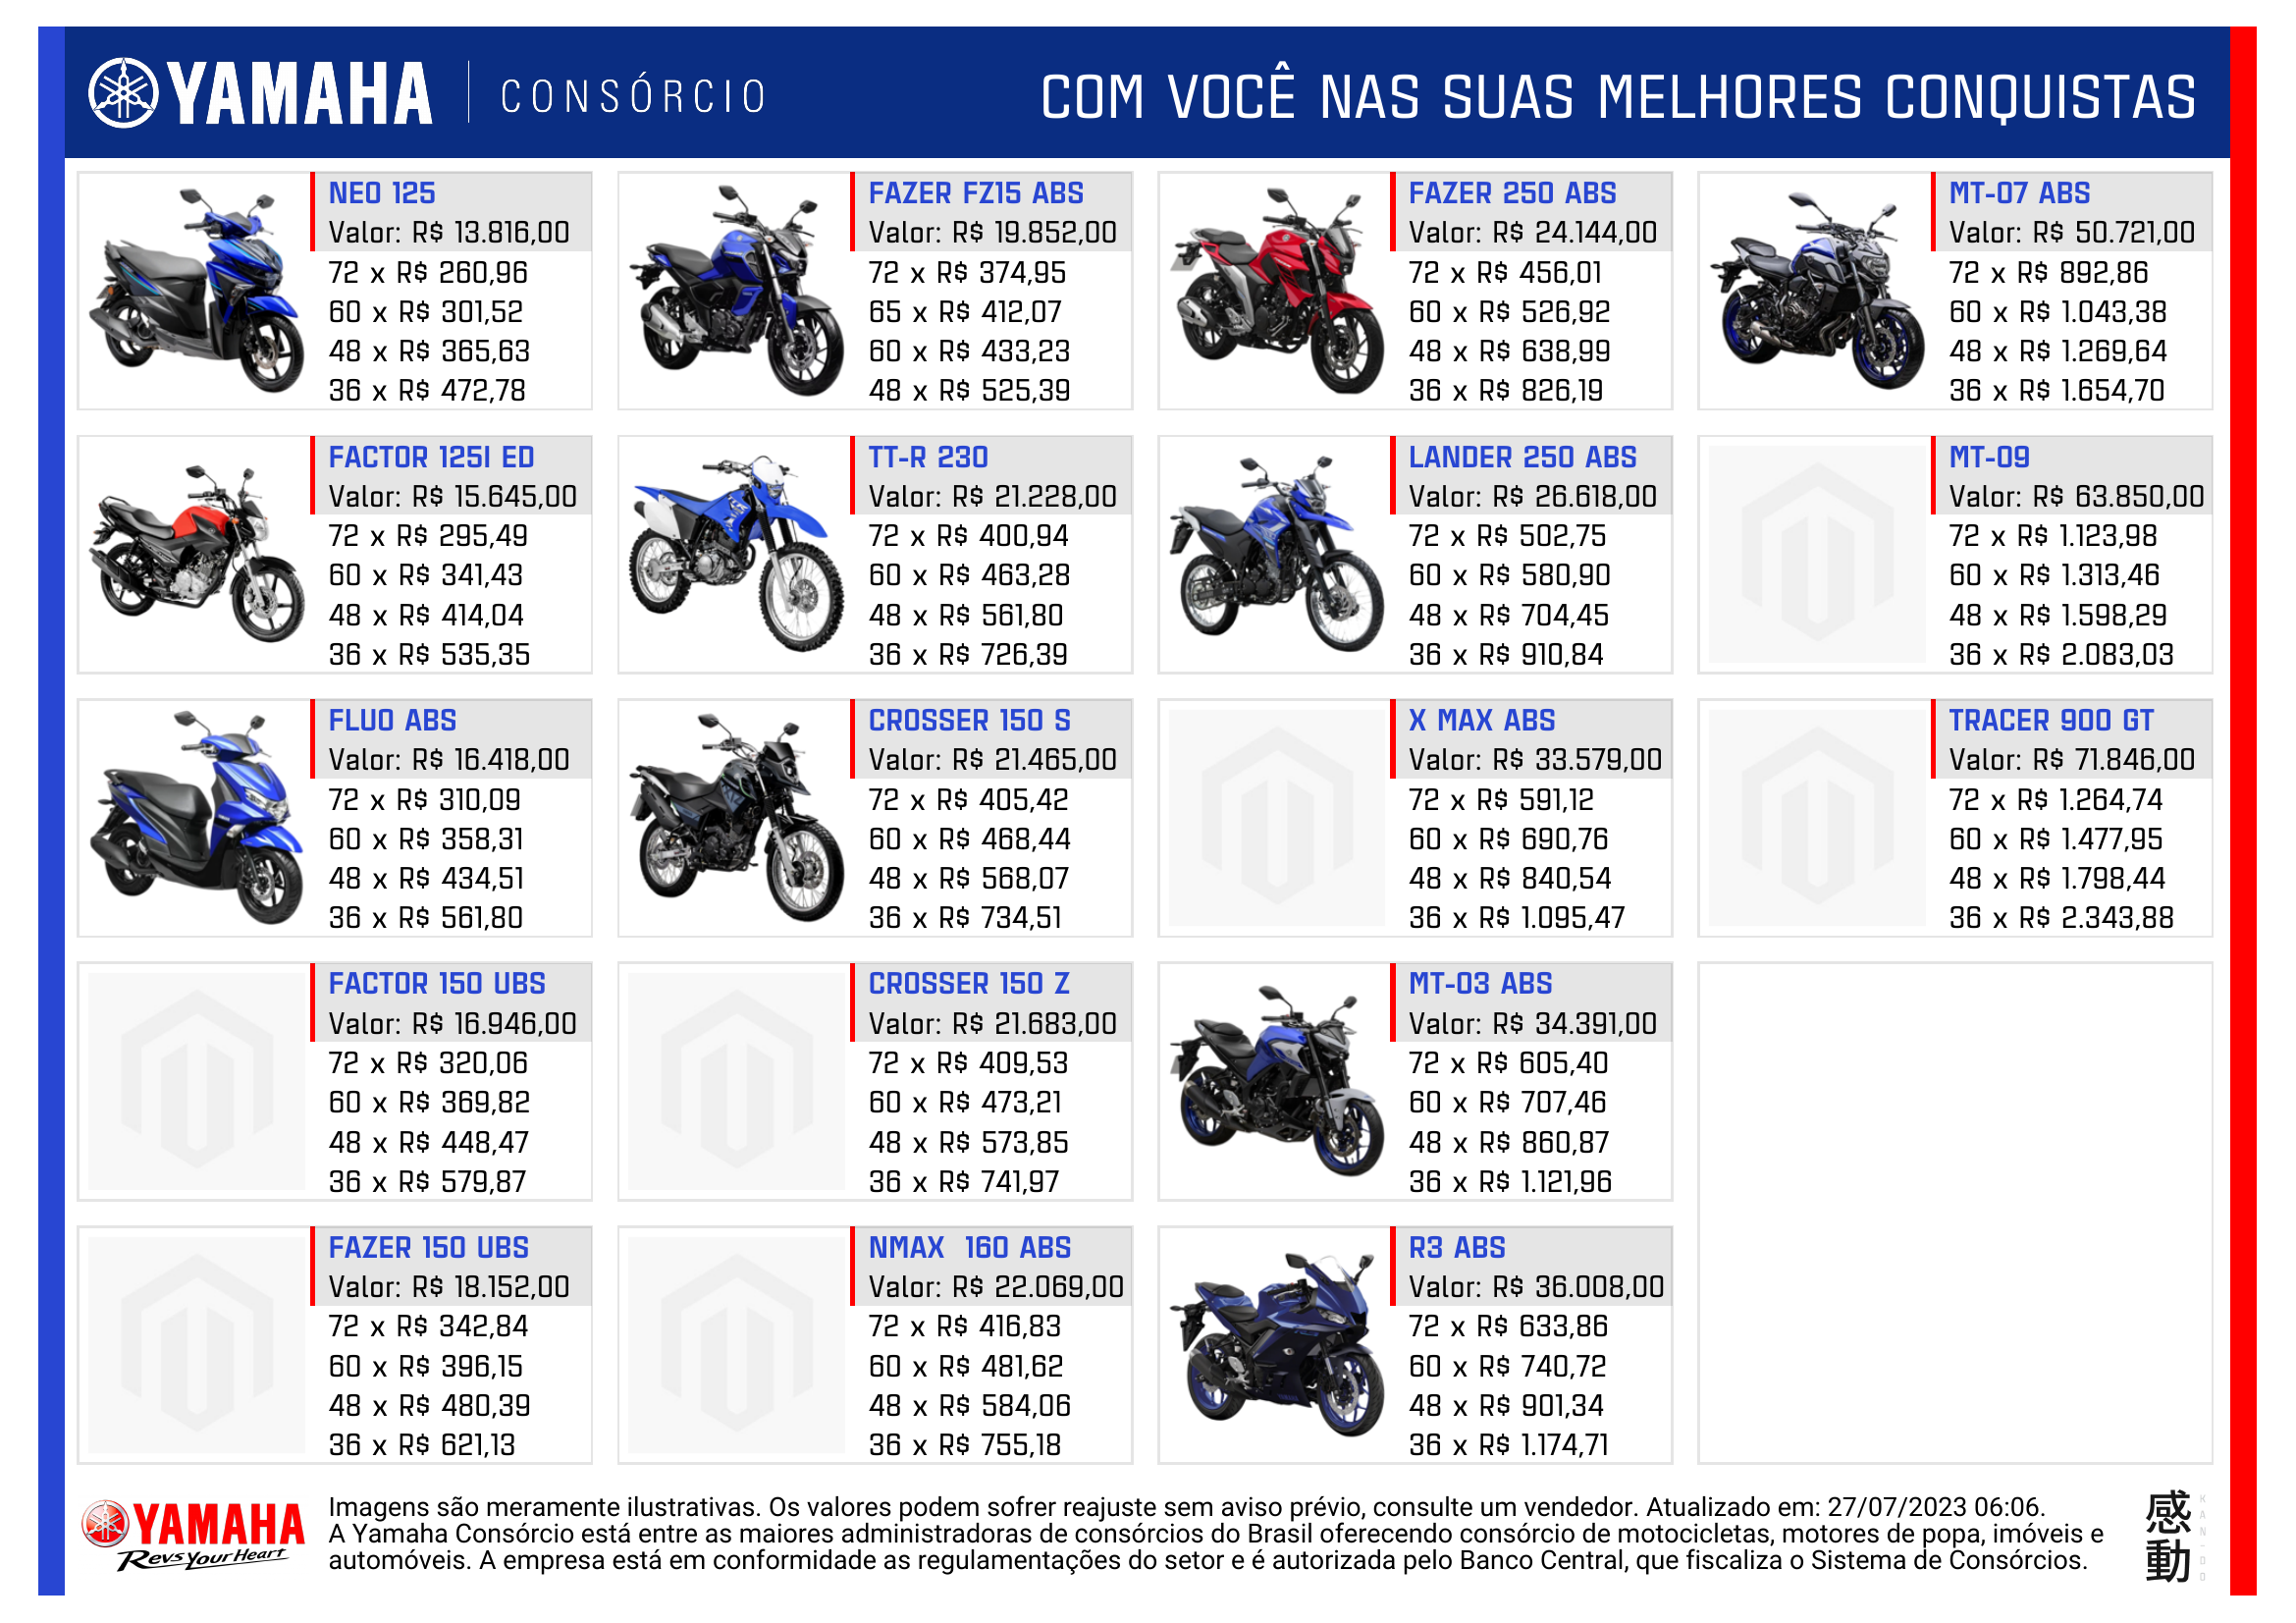 YAMAHA CONSÓRCIO
COM VOCÊ NAS SUAS MELHORES CONQUISTAS
NEO 125
Valor: R$ 13.816,00
72 x R$ 260,96
60 x R$ 301,52
48 x R$ 365,63
36 x R$ 472,78
FAZER FZ15 ABS
Valor: R$ 19.852,00
72 x R$ 374,95
65 x R$ 412,07
60 x R$ 433,23
48 x R$ 525,39
FAZER 250 ABS
Valor: R$ 24.144,00
72 x R$ 456,01
60 x R$ 526,92
48 x R$ 638,99
36 x R$ 826,19
MT-07 ABS
Valor: R$ 50.721,00
72 x R$ 892,86
60 x R$ 1.043,38
48 x R$ 1.269,64
36 x R$ 1.654,70
FACTOR 125I ED
Valor: R$ 15.645,00
72 x R$ 295,49
60 x R$ 341,43
48 x R$ 414,04
36 x R$ 535,35
TT-R 230
Valor: R$ 21.228,00
72 x R$ 400,94
60 x R$ 463,28
48 x R$ 561,80
36 x R$ 726,39
LANDER 250 ABS
Valor: R$ 26.618,00
72 x R$ 502,75
60 x R$ 580,90
48 x R$ 704,45
36 x R$ 910,84
MT-09
Valor: R$ 63.850,00
72 x R$ 1.123,98
60 x R$ 1.313,46
48 x R$ 1.598,29
36 x R$ 2.083,03
FLUO ABS
Valor: R$ 16.418,00
72 x R$ 310,09
60 x R$ 358,31
48 x R$ 434,51
36 x R$ 561,80
CROSSER 150 S
Valor: R$ 21.465,00
72 x R$ 405,42
60 x R$ 468,44
48 x R$ 568,07
36 x R$ 734,51
X MAX ABS
Valor: R$ 33.579,00
72 x R$ 591,12
60 x R$ 690,76
48 x R$ 840,54
36 x R$ 1.095,47
TRACER 900 GT
Valor: R$ 71.846,00
72 x R$ 1.264,74
60 x R$ 1.477,95
48 x R$ 1.798,44
36 x R$ 2.343,88
FACTOR 150 UBS
Valor: R$ 16.946,00
72 x R$ 320,06
60 x R$ 369,82
48 x R$ 448,47
36 x R$ 579,87
CROSSER 150 Z
Valor: R$ 21.683,00
72 x R$ 409,53
60 x R$ 473,21
48 x R$ 573,85
36 x R$ 741,97
MT-03 ABS
Valor: R$ 34.391,00
72 x R$ 605,40
60 x R$ 707,46
48 x R$ 860,87
36 x R$ 1.121,96
FAZER 150 UBS
Valor: R$ 18.152,00
72 x R$ 342,84
60 x R$ 396,15
48 x R$ 480,39
36 x R$ 621,13
NMAX 160 ABS
Valor: R$ 22.069,00
72 x R$ 416,83
60 x R$ 481,62
48 x R$ 584,06
36 x R$ 755,18
R3 ABS
Valor: R$ 36.008,00
72 x R$ 633,86
60 x R$ 740,72
48 x R$ 901,34
36 x R$ 1.174,71
YAMAHA
Revs Your Heart
Imagens são meramente ilustrativas. Os valores podem sofrer reajuste sem aviso prévio, consulte um vendedor. Atualizado em: 27/07/2023 06:06.
A Yamaha Consórcio está entre as maiores administradoras de consórcios do Brasil oferecendo consórcio de motocicletas, motores de popa, imóveis e
automóveis. A empresa está em conformidade as regulamentações do setor e é autorizada pelo Banco Central, que fiscaliza o Sistema de Consórcios.
感動
KAN-DO